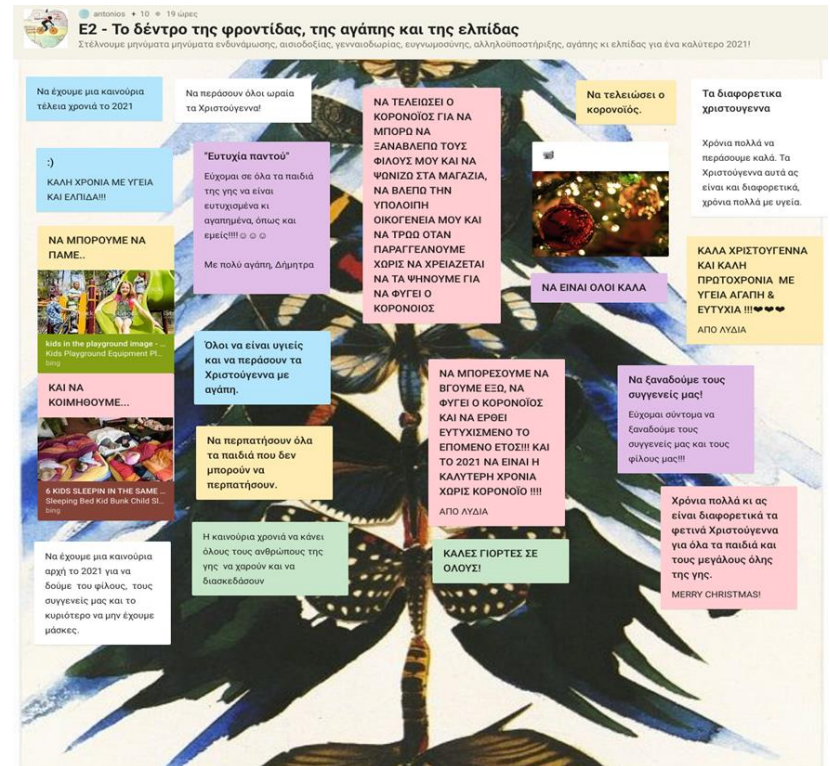 antonios + 10 19 ώρες
E2 - Το δέντρο της φροντίδας, της αγάπης και της ελπίδας
Στέλνουμε μηνύματα μηνύματα ενδυνάμωσης, αισιοδοξίας, γενναιοδωρίας, ευγνωμοσύνης, αλληλοϋποστήριξης, αγάπης κι ελπίδας για ένα καλύτερο 2021!
Να έχουμε μια καινούρια
τέλεια χρονιά το 2021
:)
ΚΑΛΗ ΧΡΟΝΙΑ ΜΕ ΥΓΕΙΑ
ΚΑΙ ΕΛΠΙΔΑ!!!
ΝΑ ΜΠΟΡΟΥΜΕ ΝΑ
ΠΑΜΕ..
kids in the playground image - ...
Kids Playground Equipment Pl...
bing
ΚΑΙ ΝΑ
ΚΟΙΜΗΘΟΥΜΕ...
6 KIDS SLEEPIN IN THE SAME ...
Sleeping Bed Kid Bunk Child Sl...
bing
Να έχουμε μια καινούρια
αρχή το 2021 για να
δούμε του φίλους, τους
συγγενείς μας και το
κυριότερο να μην έχουμε
μάσκες.
Να περάσουν όλοι ωραία
τα Χριστούγεννα!
"Ευτυχία παντού"
Εύχομαι σε όλα τα παιδιά
της γης να είναι
ευτυχισμένα κι
αγαπημένα, όπως και
εμείς!!!!☺☺☺
Με πολύ αγάπη, Δήμητρα
Όλοι να είναι υγιείς
και να περάσουν τα
Χριστούγεννα με
αγάπη.
Να περπατήσουν όλα
τα παιδιά που δεν
μπορούν να
περπατήσουν.
Η καινούρια χρονιά να κάνει
όλους τους ανθρώπους της
γης να χαρούν και να
διασκεδάσουν
ΝΑ ΤΕΛΕΙΩΣΕΙ Ο
ΚΟΡΟΝΟΪΟΣ ΓΙΑ ΝΑ
ΜΠΟΡΩ ΝΑ
ΞΑΝΑΒΛΕΠΩ ΤΟΥΣ
ΦΙΛΟΥΣ ΜΟΥ ΚΑΙ ΝΑ
ΨΩΝΙΖΩ ΣΤΑ ΜΑΓΑΖΙΑ,
ΝΑ ΒΛΕΠΩ ΤΗΝ
ΥΠΟΛΟΙΠΗ
ΟΙΚΟΓΕΝΕΙΑ ΜΟΥ ΚΑΙ
ΝΑ ΤΡΩΩ ΟΤΑΝ
ΠΑΡΑΓΓΕΛΝΟΥΜΕ
ΧΩΡΙΣ ΝΑ ΧΡΕΙΑΖΕΤΑΙ
ΝΑ ΤΑ ΨΗΝΟΥΜΕ ΓΙΑ
ΝΑ ΦΥΓΕΙ Ο
ΚΟΡΟΝΟΙΟΣ
ΝΑ ΜΠΟΡΕΣΟΥΜΕ ΝΑ
ΒΓΟΥΜΕ ΕΞΩ, ΝΑ
ΦΥΓΕΙ Ο ΚΟΡΟΝΟΪΟΣ
ΚΑΙ ΝΑ ΕΡΘΕΙ
ΕΥΤΥΧΙΣΜΕΝΟ ΤΟ
ΕΠΟΜΕΝΟ ΕΤΟΣ!!! ΚΑΙ
ΤΟ 2021 ΝΑ ΕΙΝΑΙ Η
ΚΑΛΥΤΕΡΗ ΧΡΟΝΙΑ
ΧΩΡΙΣ ΚΟΡΟΝΟΪΟ !!!!
ΑΠΟ ΛΥΔΙΑ
ΚΑΛΕΣ ΓΙΟΡΤΕΣ ΣΕ
ΟΛΟΥΣ!
Να τελειώσει ο
κορονοϊός.
ΝΑ ΕΙΝΑΙ ΟΛΟΙ ΚΑΛΑ
Να ξαναδούμε τους
συγγενείς μας!
Εύχομαι σύντομα να
ξαναδούμε τους
συγγενείς μας και τους
φίλους μας!!!
Τα διαφορετικα
χριστουγεννα
Χρόνια πολλά να
περάσουμε καλά. Τα
Χριστούγεννα αυτά ας
είναι και διαφορετικά,
χρόνια πολλά με υγεία.
ΚΑΛΑ ΧΡΙΣΤΟΥΓΕΝΝΑ
ΚΑΙ ΚΑΛΗ
ΠΡΩΤΟΧΡΟΝΙΑ ΜΕ
ΥΓΕΙΑ ΑΓΑΠΗ &
ΕΥΤΥΧΙΑ !!!❤❤❤
ΑΠΟ ΛΥΔΙΑ
Χρόνια πολλά κι ας
είναι διαφορετικά τα
φετινά Χριστούγεννα
για όλα τα παιδιά και
τους μεγάλους όλης
της γης.
MERRY CHRISTMAS!